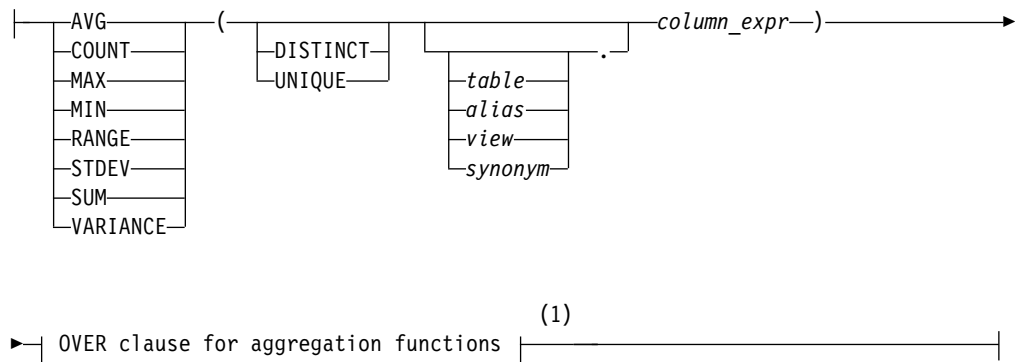 AVG ( column_expr )
COUNT DISTINCT .
MAX UNIQUE table
MIN alias
RANGE view
STDEV synonym
SUM
VARIANCE
(1)
OVER clause for aggregation functions